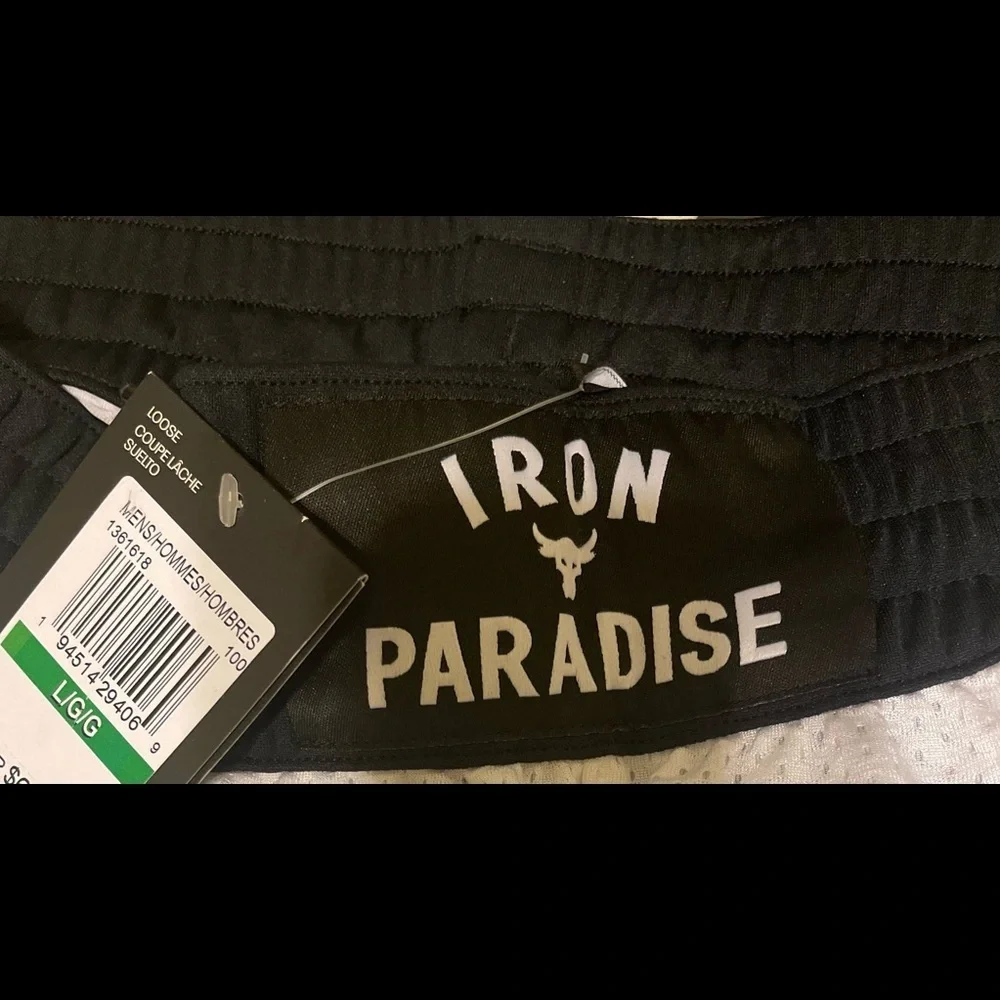 LOOSE
COUPE LÂCHE
SUELTO
MENS/HOMMES/HOMBRES
1361618 100
1 94514 29406 9
L/G/G
IRON
PARADISE